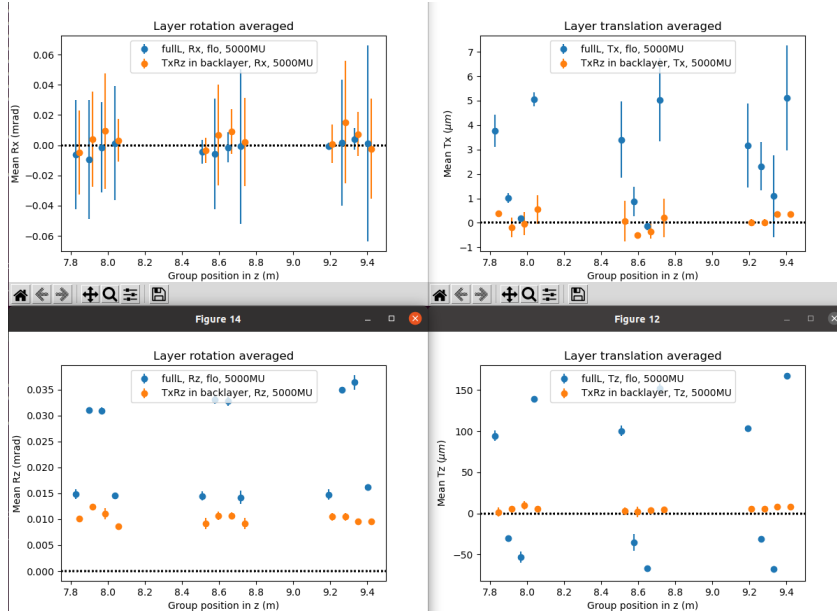 Layer rotation averaged
fullL, Rx, flo, 5000MU
TxRz in backlayer, Rx, 5000MU
Mean Rx (mrad)
0.06
0.04
0.02
0.00
−0.02
−0.04
−0.06
7.8 8.0 8.2 8.4 8.6 8.8 9.0 9.2 9.4
Group position in z (m)
Layer translation averaged
fullL, Tx, flo, 5000MU
TxRz in backlayer, Tx, 5000MU
Mean Tx (μm)
7
6
5
4
3
2
1
0
−1
7.8 8.0 8.2 8.4 8.6 8.8 9.0 9.2 9.4
Group position in z (m)
Figure 14
Layer rotation averaged
fullL, Rz, flo, 5000MU
TxRz in backlayer, Rz, 5000MU
Mean Rz (mrad)
0.035
0.030
0.025
0.020
0.015
0.010
0.005
0.000
7.8 8.0 8.2 8.4 8.6 8.8 9.0 9.2 9.4
Group position in z (m)
Figure 12
Layer translation averaged
fullL, Tz, flo, 5000MU
TxRz in backlayer, Tz, 5000MU
Mean Tz (μm)
150
100
50
0
−50
7.8 8.0 8.2 8.4 8.6 8.8 9.0 9.2 9.4
Group position in z (m)